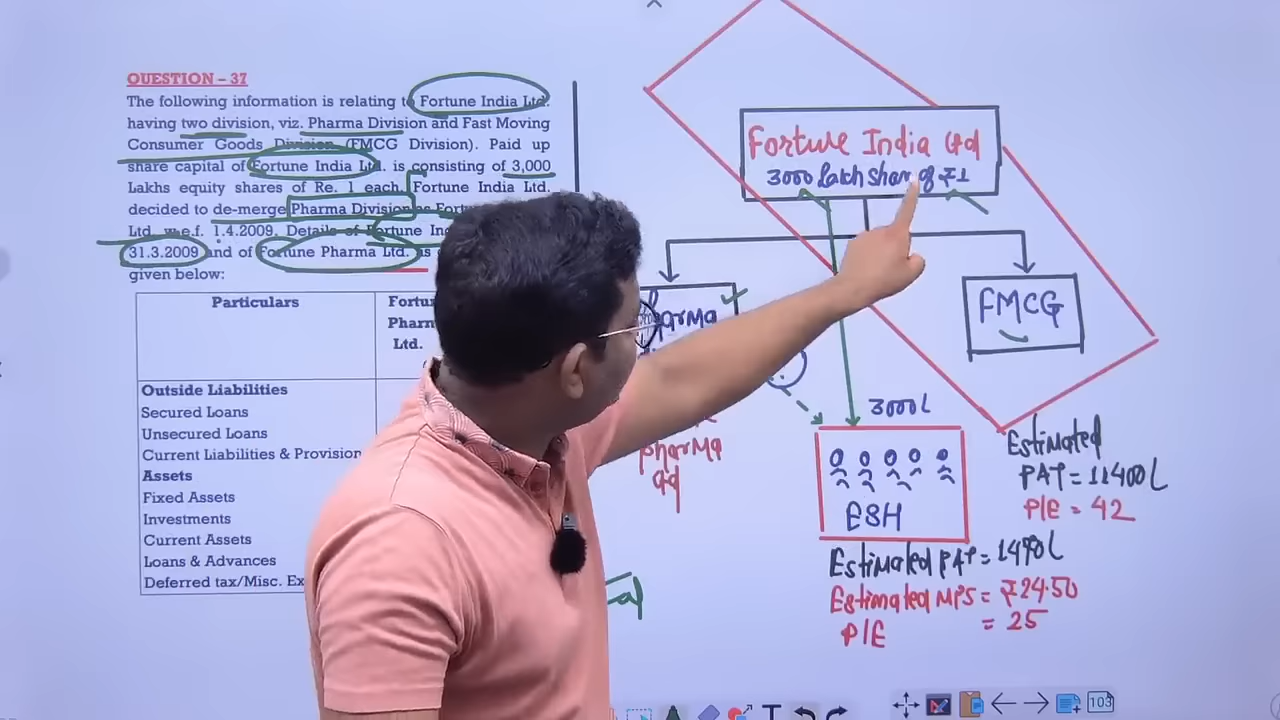 QUESTION – 37
The following information is relating to Fortune India Ltd.
having two division, viz. Pharma Division and Fast Moving
Consumer Goods Division (FMCG Division). Paid up
share capital of Fortune India Ltd. is consisting of 3,000
Lakhs equity shares of Re. 1 each. Fortune India Ltd.
decided to de-merge Pharma Division as
Ltd. w.e.f. 1.4.2009. Details of
31.3.2009 and of Fortune Pharma Ltd.
given below:
Particulars
Ltd.
Outside Liabilities
Secured Loans
Unsecured Loans
Current Liabilities & Provision
Assets
Fixed Assets
Investments
Current Assets
Loans & Advances
Deferred tax/Misc.
Fortune India Ltd
3000 lakh share of ₹1
FMCG
3000L
pharMa
ESH
Estimated PAT = 1490L
Estimated MPS = ₹24.50
P/E = 25
Estimated
PAT = 11400L
P/E = 42
103